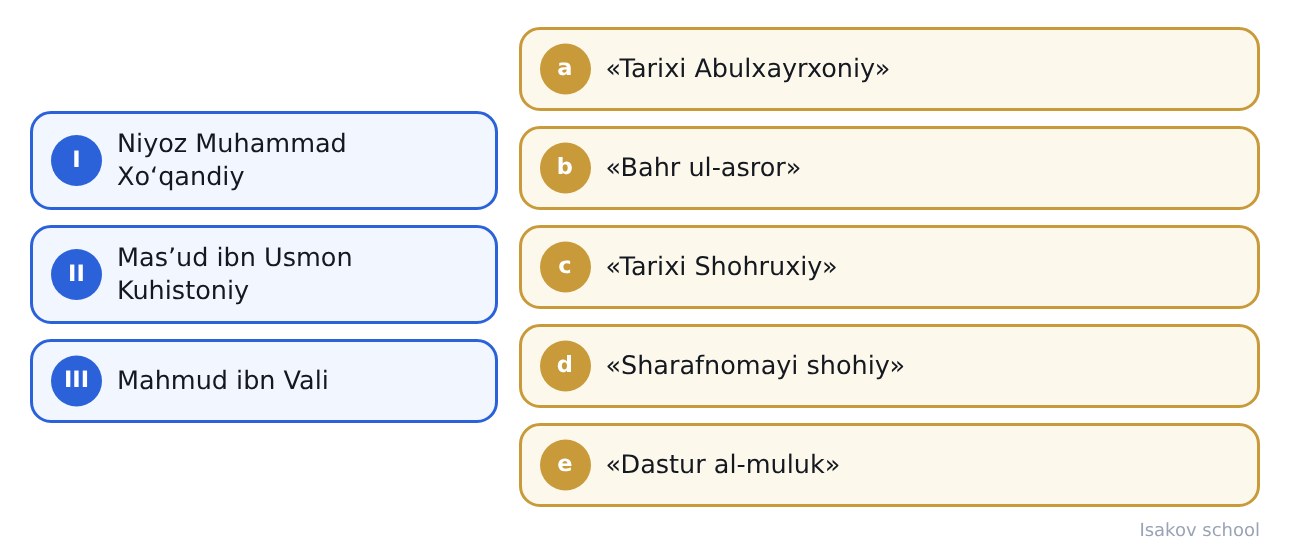 I
Niyoz Muhammad
Xo‘qandiy
II
Mas’ud ibn Usmon
Kuhistoniy
III
Mahmud ibn Vali
a
«Tarixi Abulxayrxoniy»
b
«Bahr ul-asror»
c
«Tarixi Shohruxiy»
d
«Sharafnomayi shohiy»
e
«Dastur al-muluk»
Isakov school